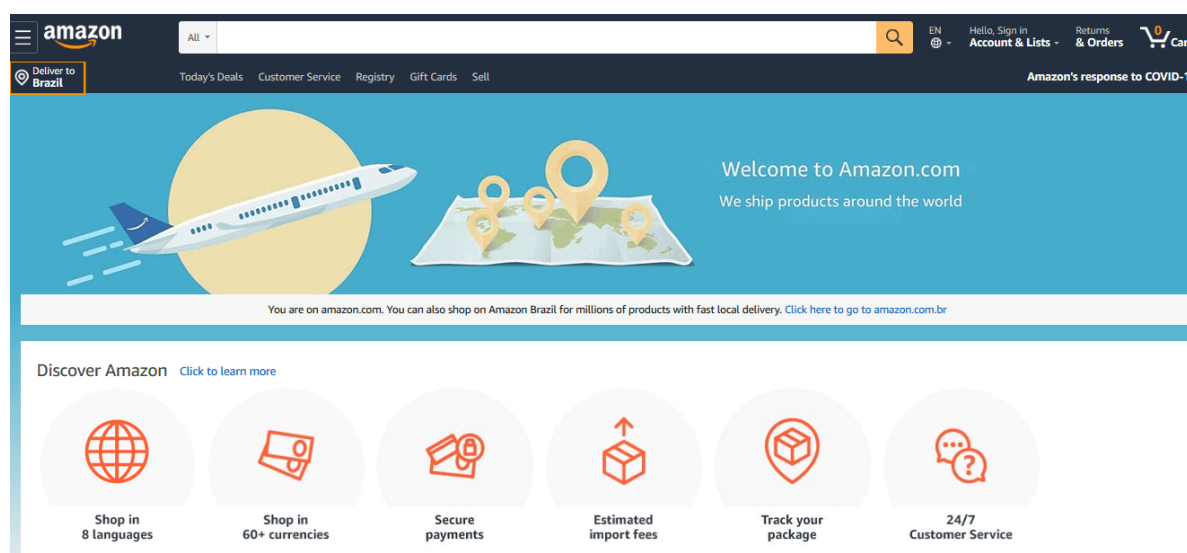 amazon
All
EN
Hello, Sign in
Account & Lists
Returns
& Orders
0
Car
Deliver to
Brazil
Today's Deals Customer Service Registry Gift Cards Sell
Amazon's response to COVID-1
Welcome to Amazon.com
We ship products around the world
You are on amazon.com. You can also shop on Amazon Brazil for millions of products with fast local delivery. Click here to go to amazon.com.br
Discover Amazon Click to learn more
Shop in
8 languages
Shop in
60+ currencies
Secure
payments
Estimated
import fees
Track your
package
24/7
Customer Service